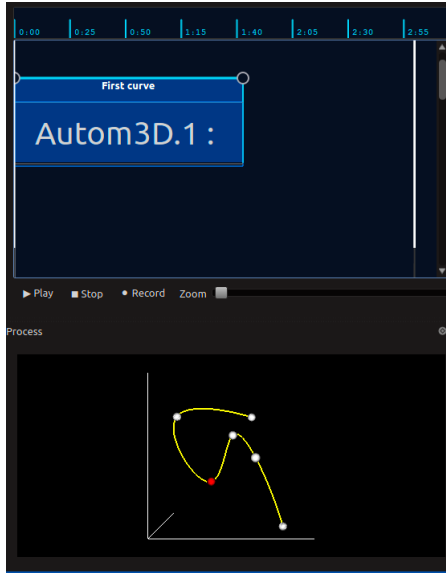 0:00 0:25 0:50 1:15 1:40 2:05 2:30 2:55
First curve
Autom3D.1 :
Play Stop Record Zoom
Process